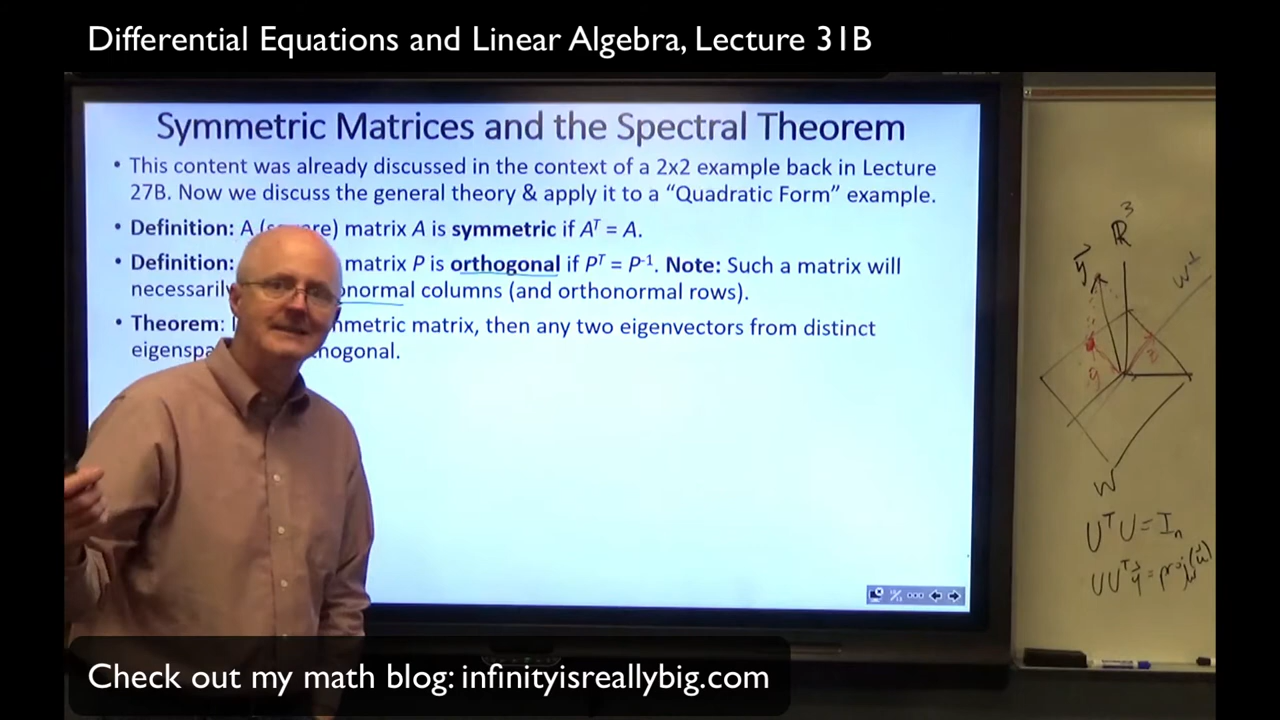 Differential Equations and Linear Algebra, Lecture 31B
Symmetric Matrices and the Spectral Theorem
• This content was already discussed in the context of a 2x2 example back in Lecture
27B. Now we discuss the general theory & apply it to a “Quadratic Form” example.
• Definition: A (square) matrix A is symmetric if Aᵀ = A.
• Definition: matrix P is orthogonal if Pᵀ = P⁻¹. Note: Such a matrix will
necessarily onormal columns (and orthonormal rows).
• Theorem: mmetric matrix, then any two eigenvectors from distinct
eigenspa hogonal.
ℝ³
y⃗
W⊥
ŷ
z
W
UᵀU = Iₙ
UUᵀy⃗ = proj
Check out my math blog: infinityisreallybig.com